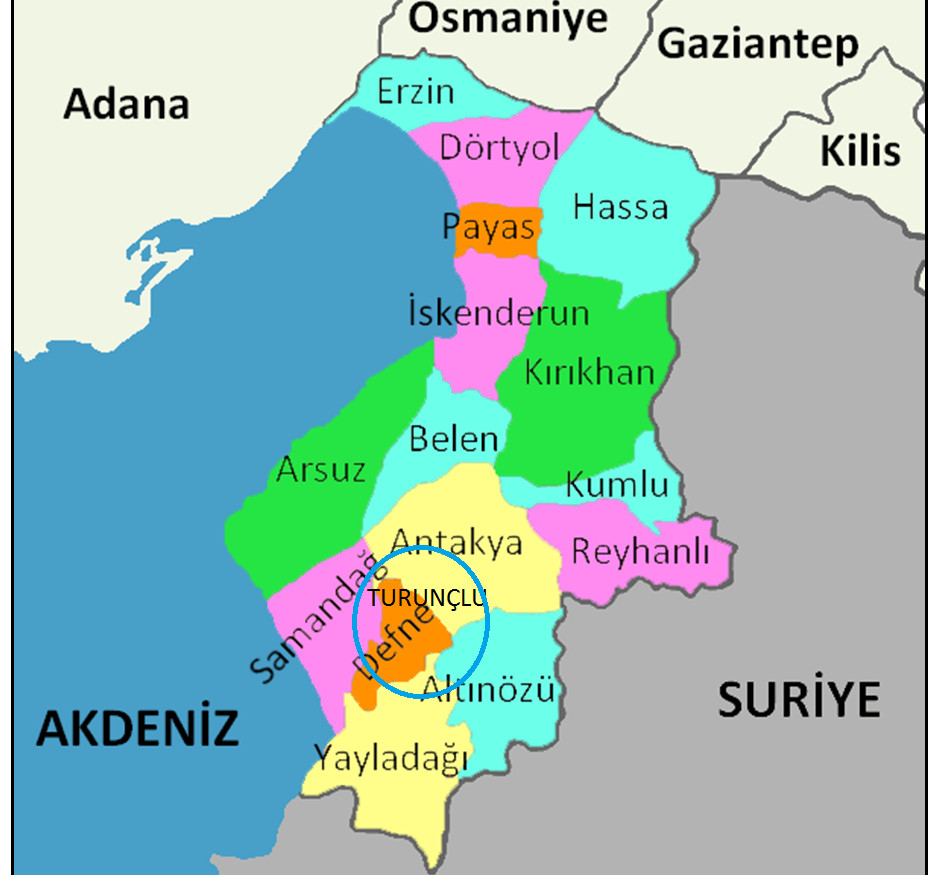 Osmaniye
Gaziantep
Erzin
Adana
Dörtyol
Kilis
Hassa
Payas
İskenderun
Kırıkhan
Belen
Arsuz
Kumlu
Antakya
Reyhanlı
TURUNÇLU
Samandağ
Defne
Altınözü
SURİYE
AKDENİZ
Yayladağı